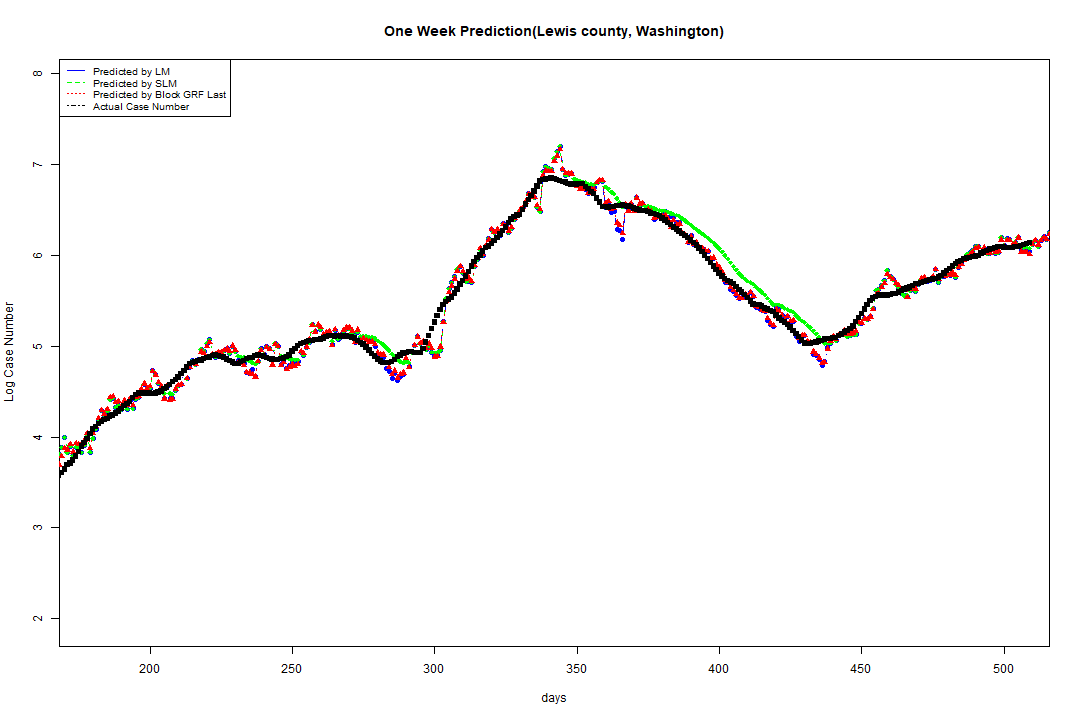 One Week Prediction(Lewis county, Washington)
Predicted by LM
Predicted by SLM
Predicted by Block GRF Last
Actual Case Number
8
7
6
5
4
3
2
Log Case Number
200 250 300 350 400 450 500
days